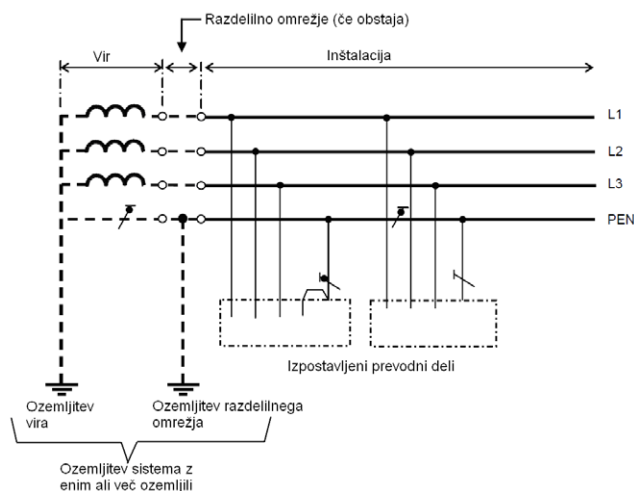 Razdelilno omrežje (če obstaja)
Vir
Inštalacija
L1
L2
L3
PEN
Izpostavljeni prevodni deli
Ozemljitev
vira
Ozemljitev razdelilnega
omrežja
Ozemljitev sistema z
enim ali več ozemljili